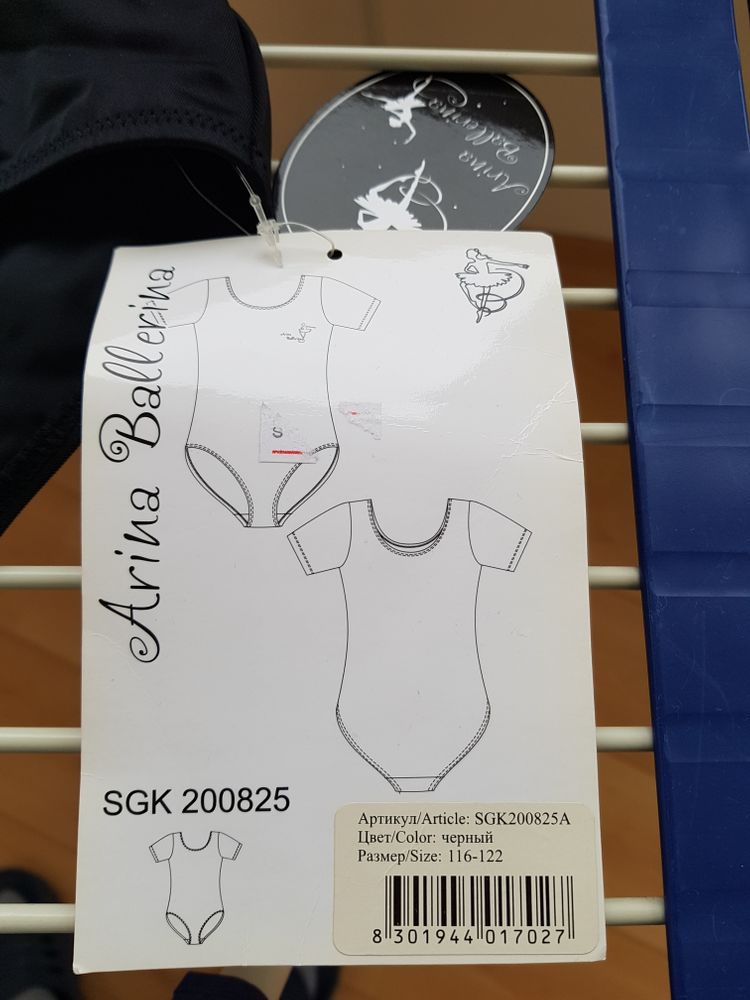 Arina
Ballerina
Arina Ballerina
S
SGK 200825
Артикул/Article: SGK200825A
Цвет/Color: черный
Размер/Size: 116-122
8 301944 017027